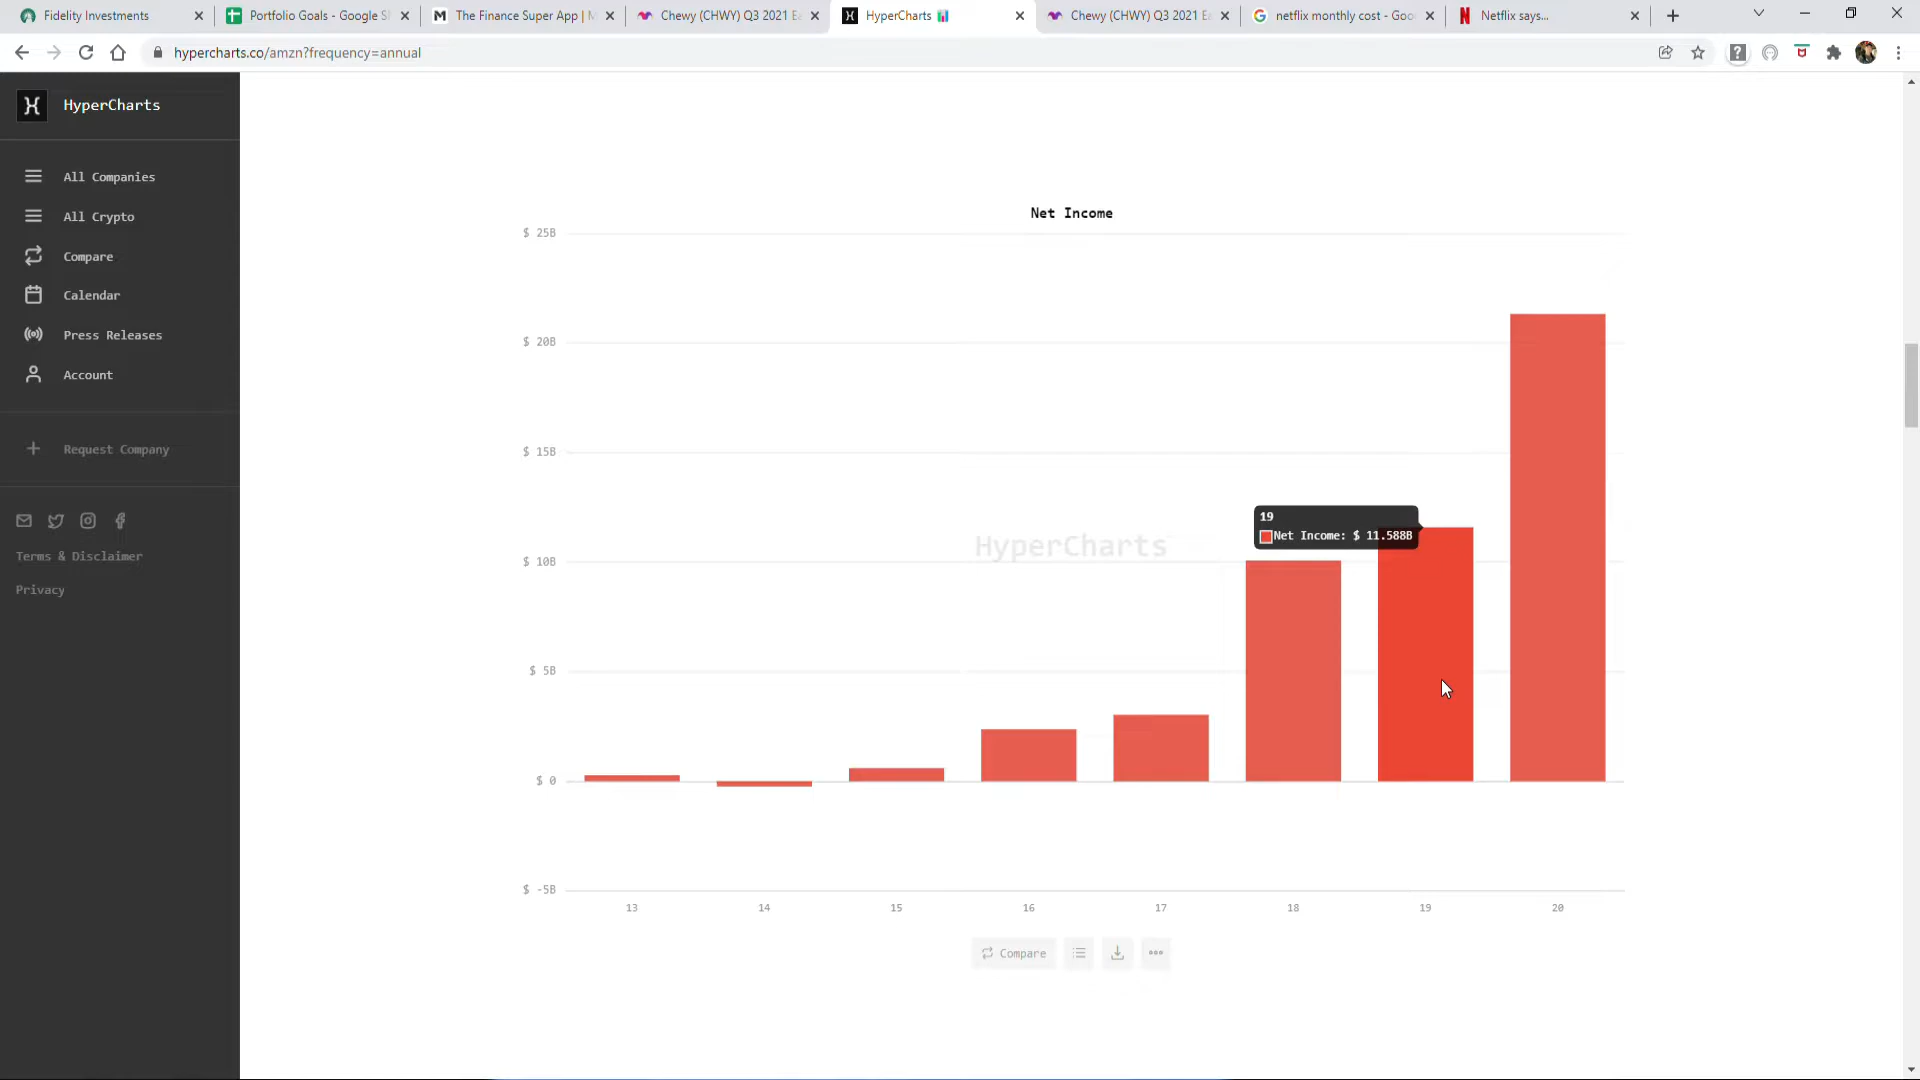 Fidelity Investments
Portfolio Goals - Google S
The Finance Super App |
Chewy (CHWY) Q3 2021 Ea
HyperCharts
Chewy (CHWY) Q3 2021 Ea
netflix monthly cost - Goo
Netflix says...
hypercharts.co/amzn?frequency=annual
HyperCharts
All Companies
All Crypto
Compare
Calendar
Press Releases
Account
Request Company
Terms & Disclaimer
Privacy
Net Income
$ 25B
$ 20B
$ 15B
$ 10B
$ 5B
$ 0
$ -5B
HyperCharts
19
Net Income: $ 11.588B
13
14
15
16
17
18
19
20
Compare